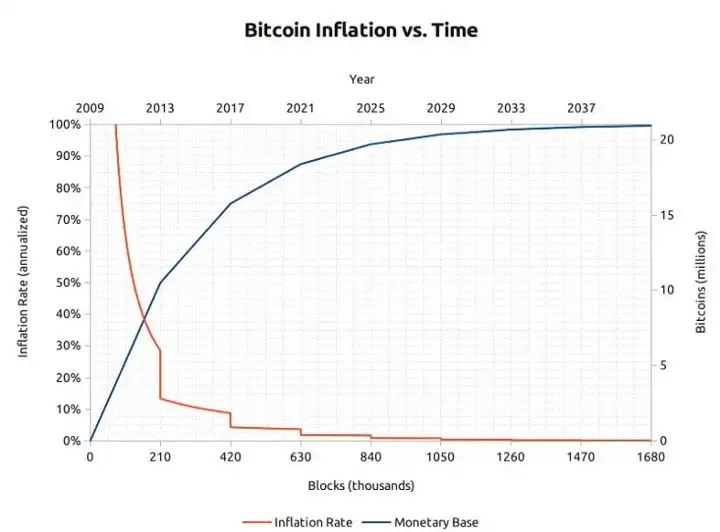 Bitcoin Inflation vs. Time
Year
2009 2013 2017 2021 2025 2029 2033 2037
100%
90%
80%
70%
60%
50%
40%
30%
20%
10%
0%
Inflation Rate (annualized)
20
15
10
5
0
Bitcoins (millions)
0 210 420 630 840 1050 1260 1470 1680
Blocks (thousands)
Inflation Rate Monetary Base